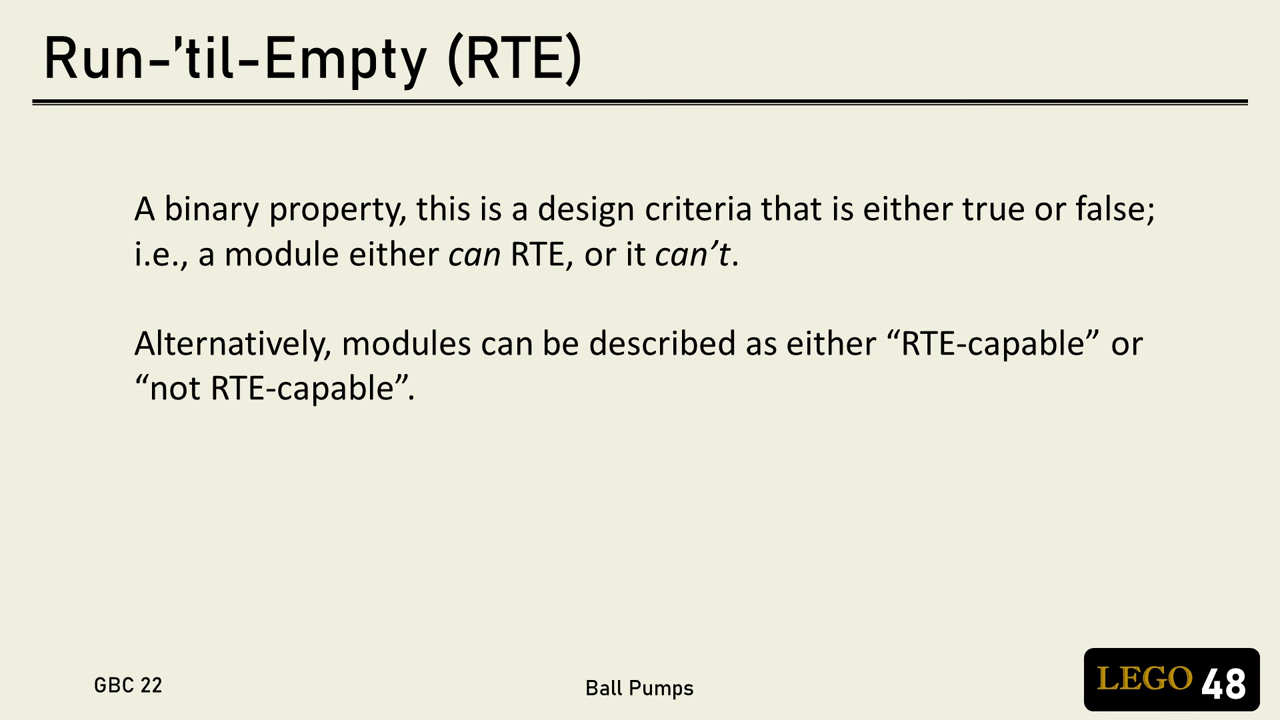 Run-’til-Empty (RTE)
A binary property, this is a design criteria that is either true or false;
i.e., a module either can RTE, or it can’t.
Alternatively, modules can be described as either “RTE-capable” or
“not RTE-capable”.
GBC 22
Ball Pumps
LEGO 48